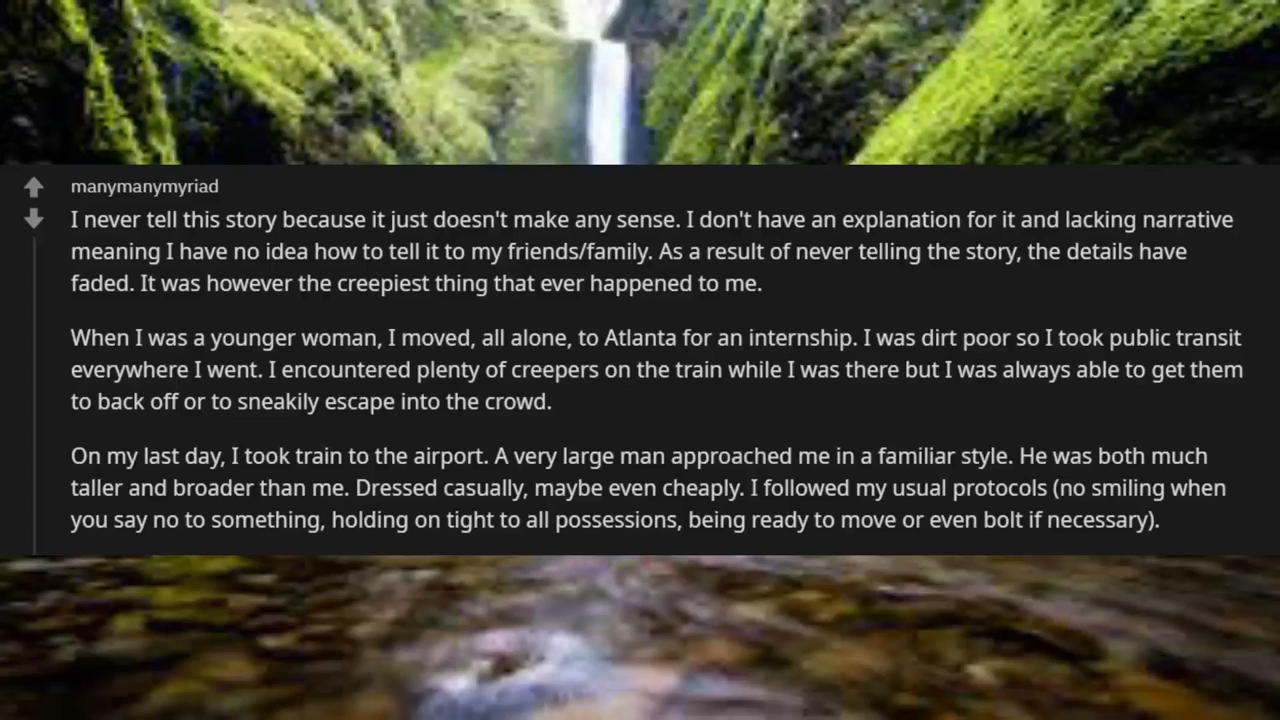 manymanymyriad
I never tell this story because it just doesn't make any sense. I don't have an explanation for it and lacking narrative
meaning I have no idea how to tell it to my friends/family. As a result of never telling the story, the details have
faded. It was however the creepiest thing that ever happened to me.
When I was a younger woman, I moved, all alone, to Atlanta for an internship. I was dirt poor so I took public transit
everywhere I went. I encountered plenty of creepers on the train while I was there but I was always able to get them
to back off or to sneakily escape into the crowd.
On my last day, I took train to the airport. A very large man approached me in a familiar style. He was both much
taller and broader than me. Dressed casually, maybe even cheaply. I followed my usual protocols (no smiling when
you say no to something, holding on tight to all possessions, being ready to move or even bolt if necessary).